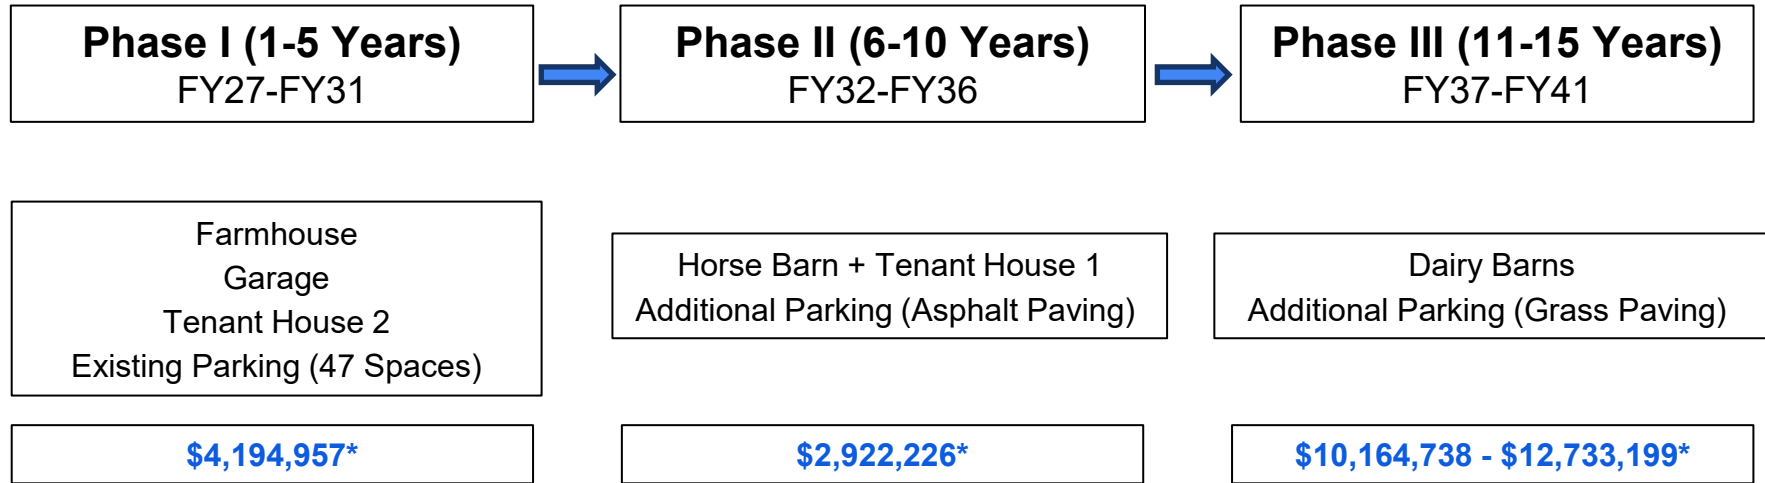 Phase I (1-5 Years)
FY27-FY31
Phase II (6-10 Years)
FY32-FY36
Phase III (11-15 Years)
FY37-FY41
Farmhouse
Garage
Tenant House 2
Existing Parking (47 Spaces)
Horse Barn + Tenant House 1
Additional Parking (Asphalt Paving)
Dairy Barns
Additional Parking (Grass Paving)
$4,194,957*
$2,922,226*
$10,164,738 - $12,733,199*